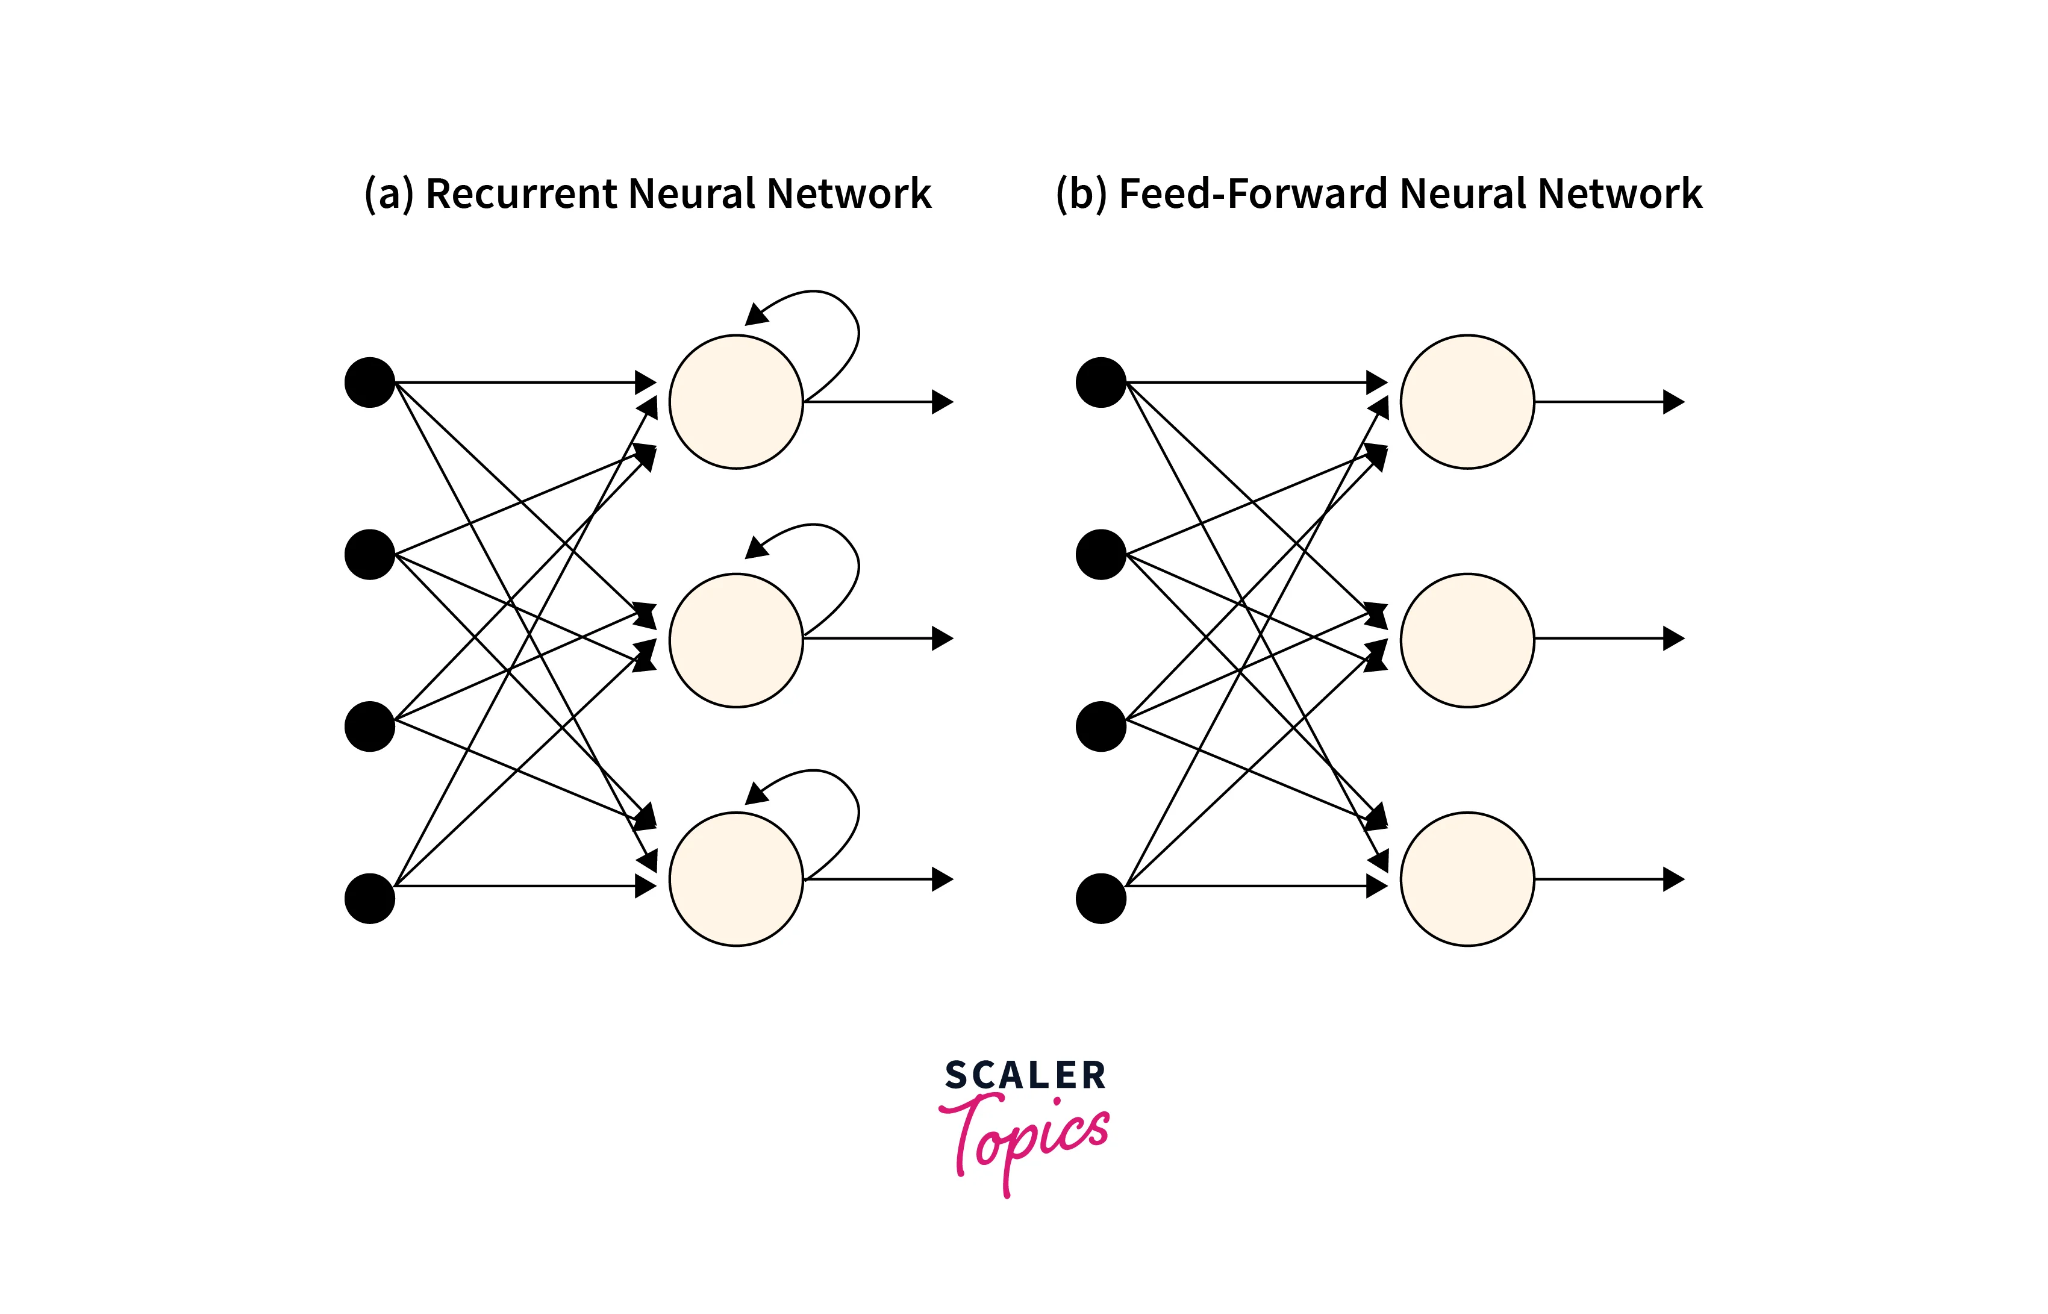 (a) Recurrent Neural Network
(b) Feed-Forward Neural Network
SCALER
Topics